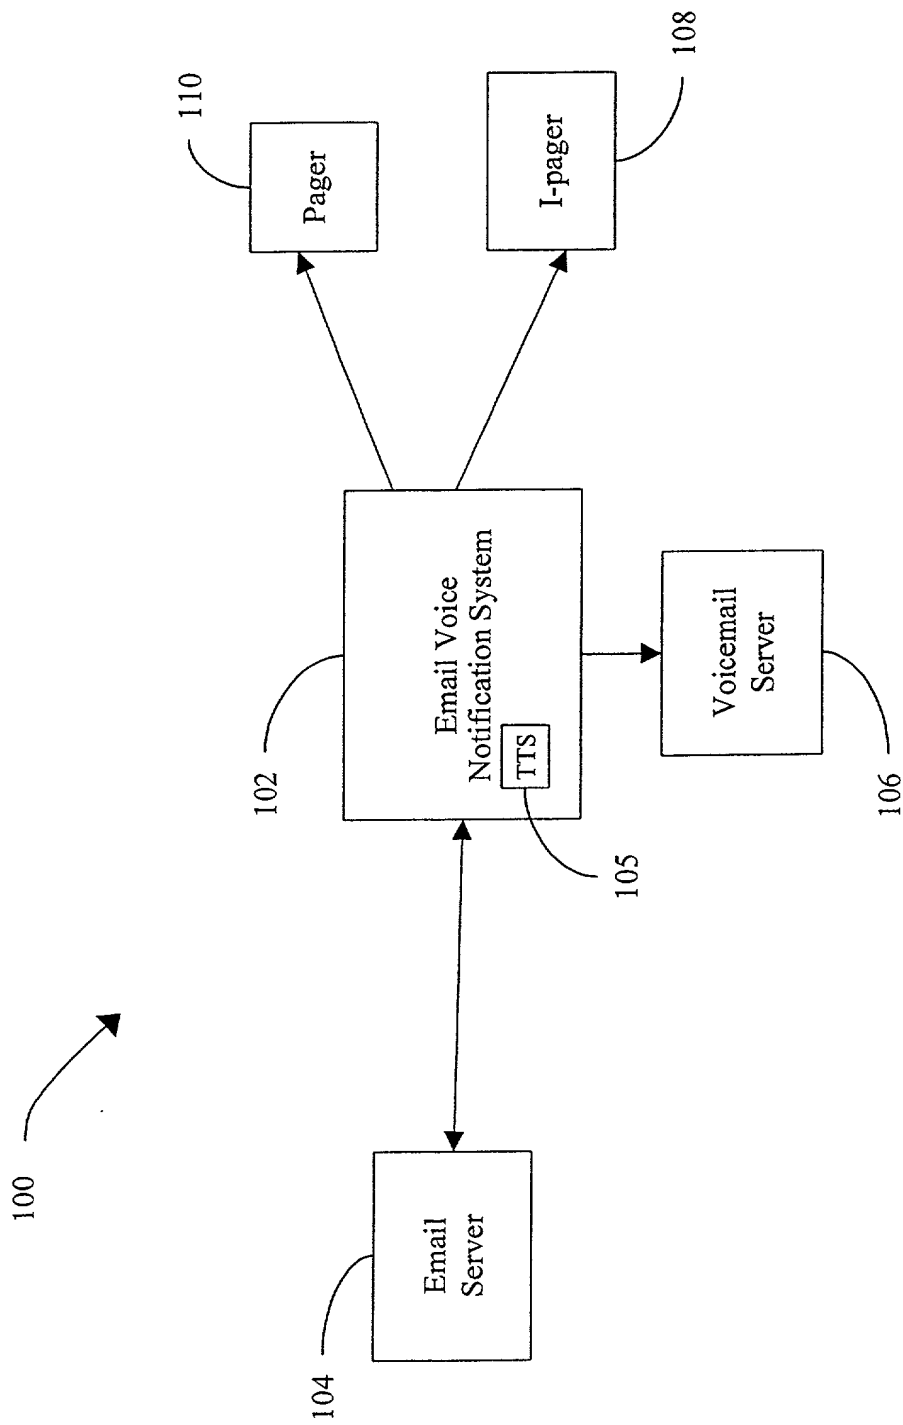 100
104
Email
Server
102
Email Voice
Notification System
TTS
105
Voicemail
Server
106
110
Pager
I-pager
108